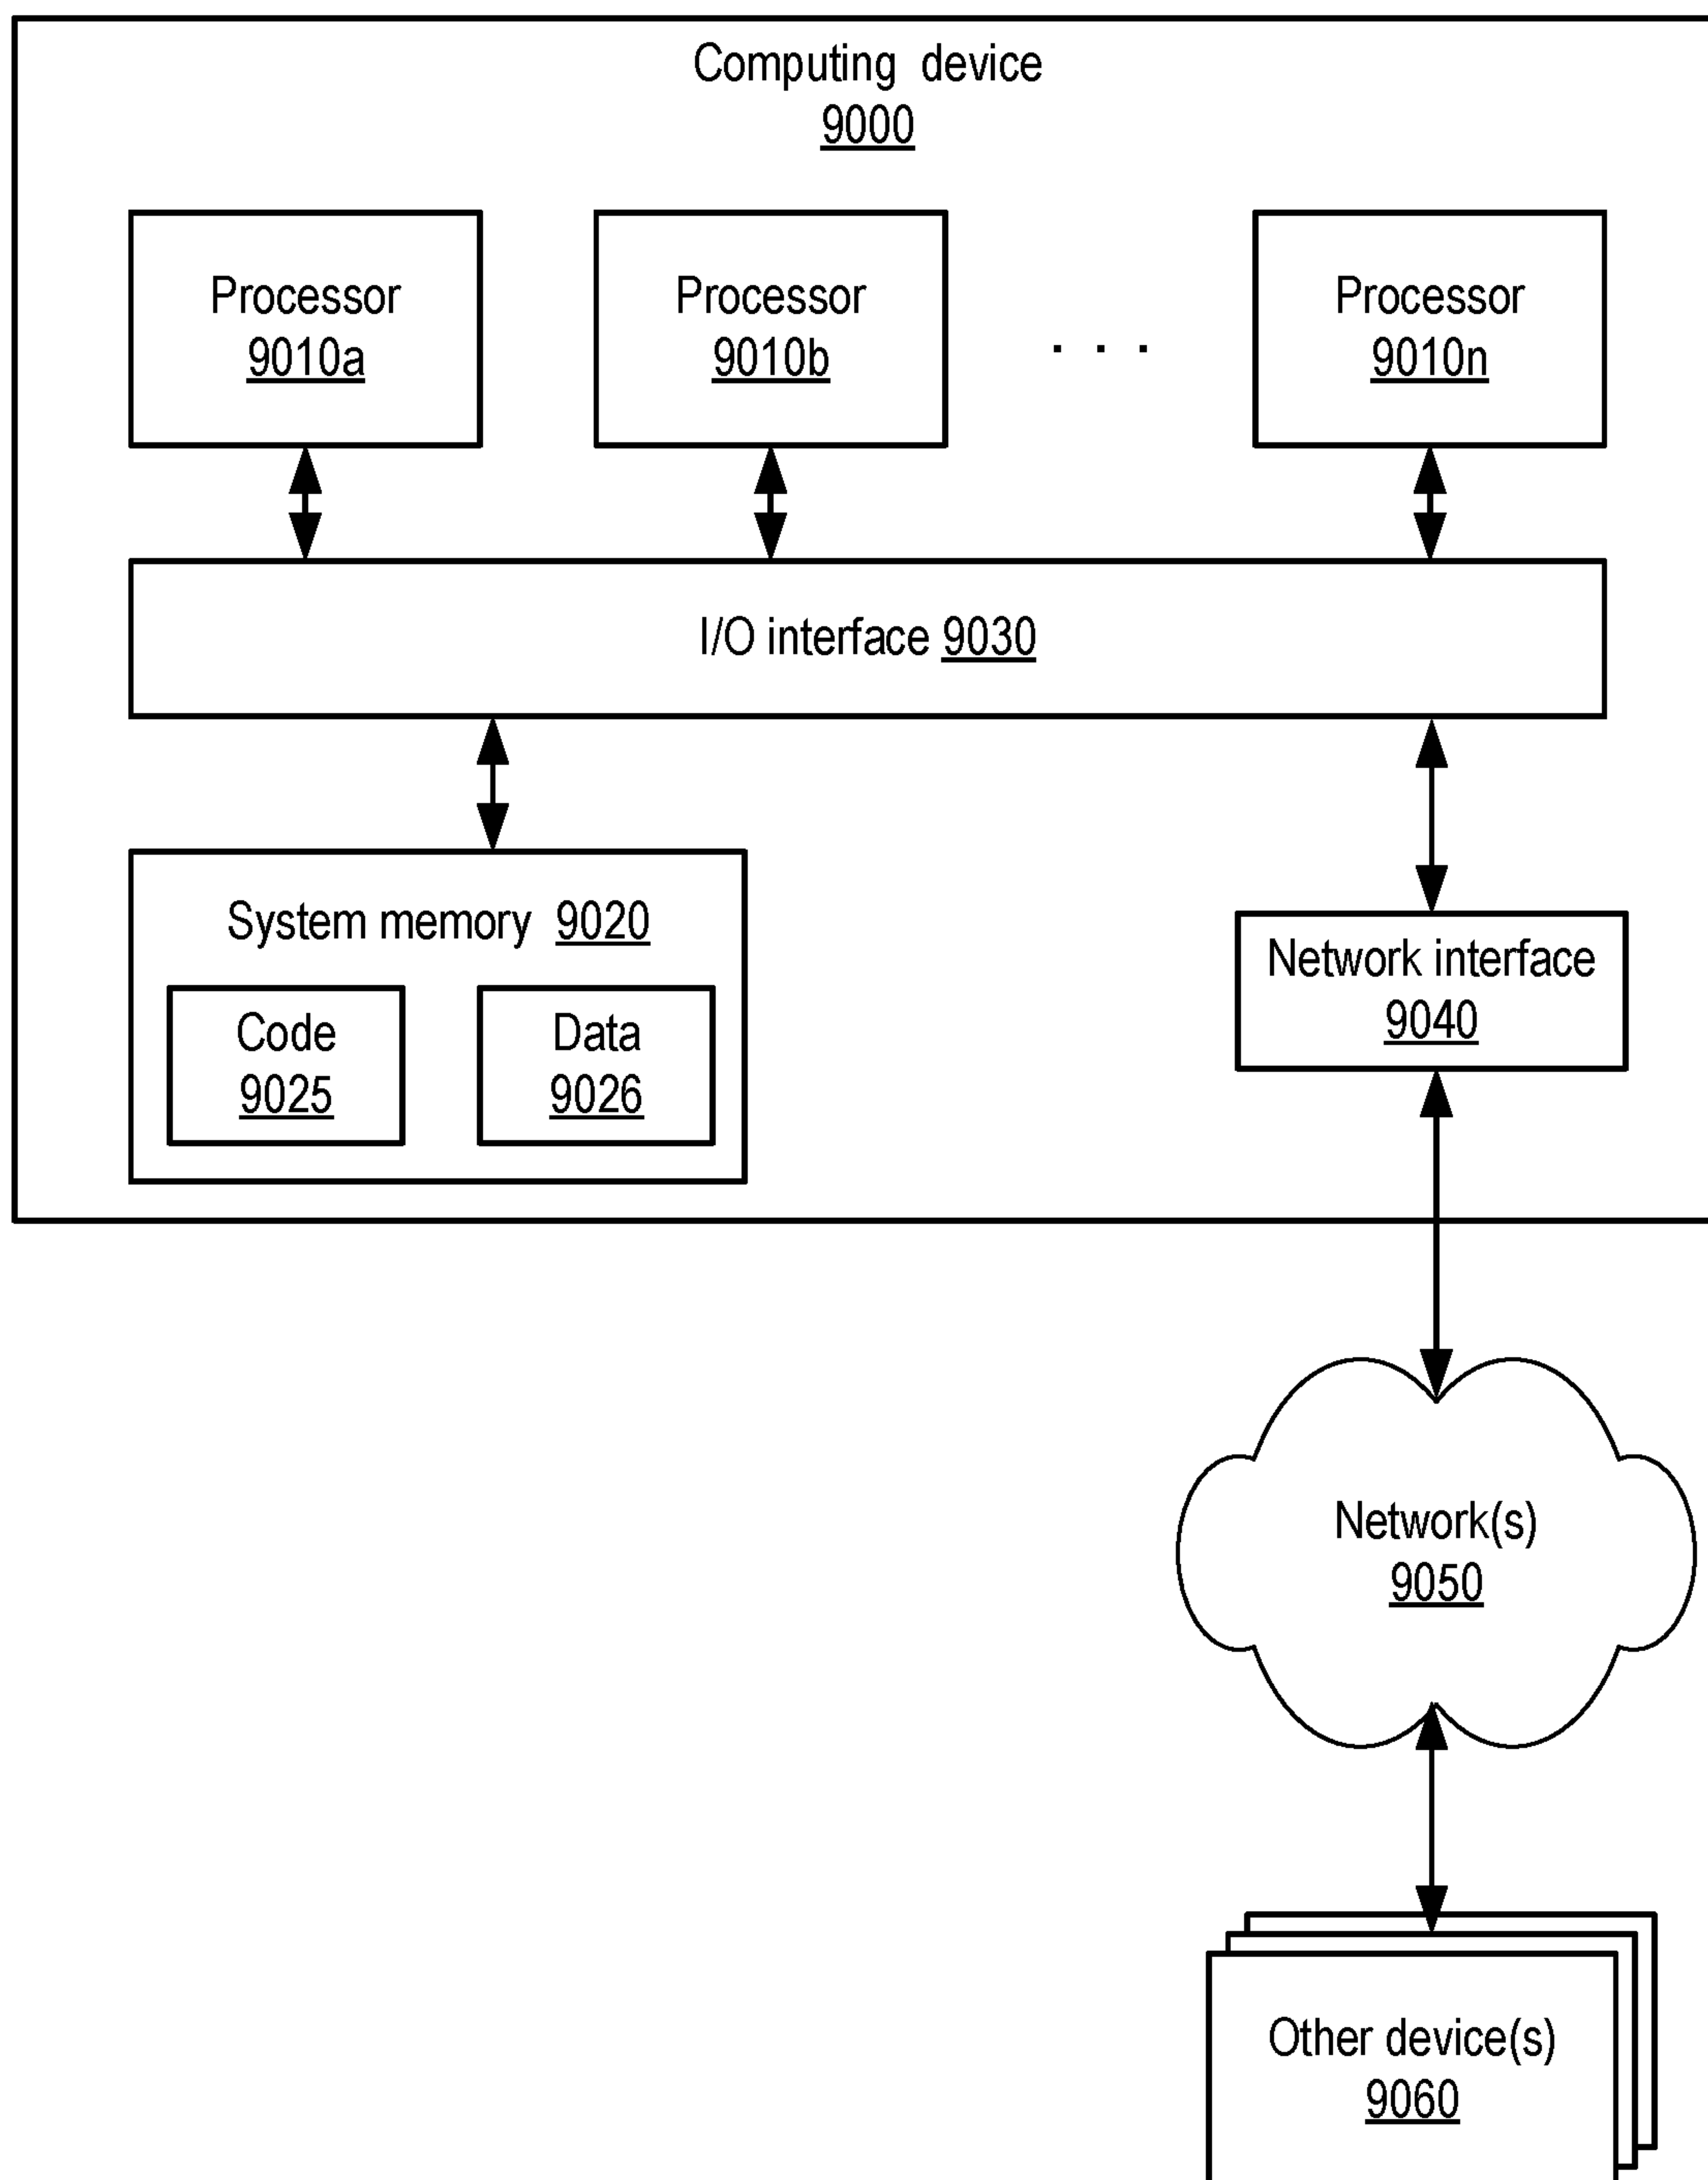 Computing device
9000
Processor
9010a
Processor
9010b
. . .
Processor
9010n
I/O interface 9030
System memory 9020
Code
9025
Data
9026
Network interface
9040
Network(s)
9050
Other device(s)
9060